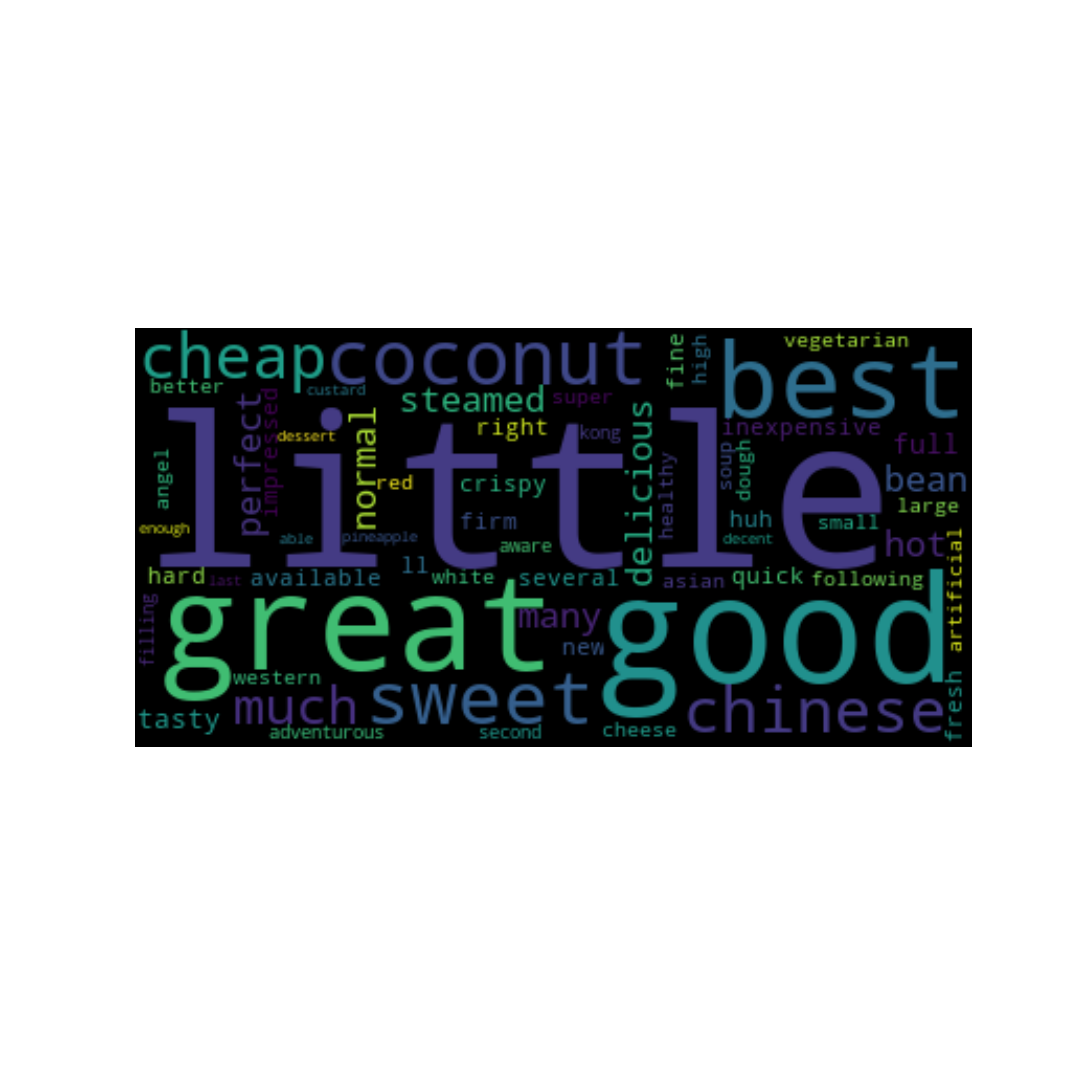 cheap
coconut
best
fine
high
vegetarian
better
custard
steamed
super
perfect
impressed
normal
dessert
right
kong
delicious
inexpensive
full
little
angel
red
crispy
healthy
soup
dough
bean
large
enough
able
pineapple
firm
aware
huh
small
decent
hot
hard
last
available
ll
white
several
asian
quick
following
artificial
filling
great
many
new
good
western
much
sweet
chinese
fresh
tasty
adventurous
second
cheese